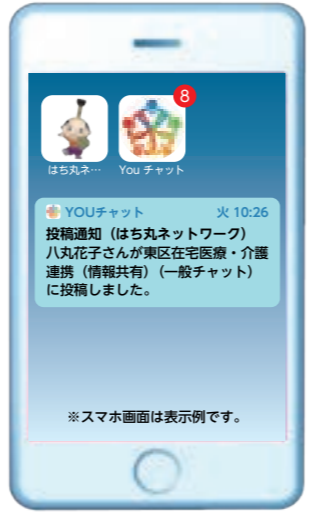 8
はち丸ネ… You チャット
YOUチャット 火 10:26
投稿通知（はち丸ネットワーク）
八丸花子さんが東区在宅医療・介護
連携（情報共有）（一般チャット）
に投稿しました。
※スマホ画面は表示例です。